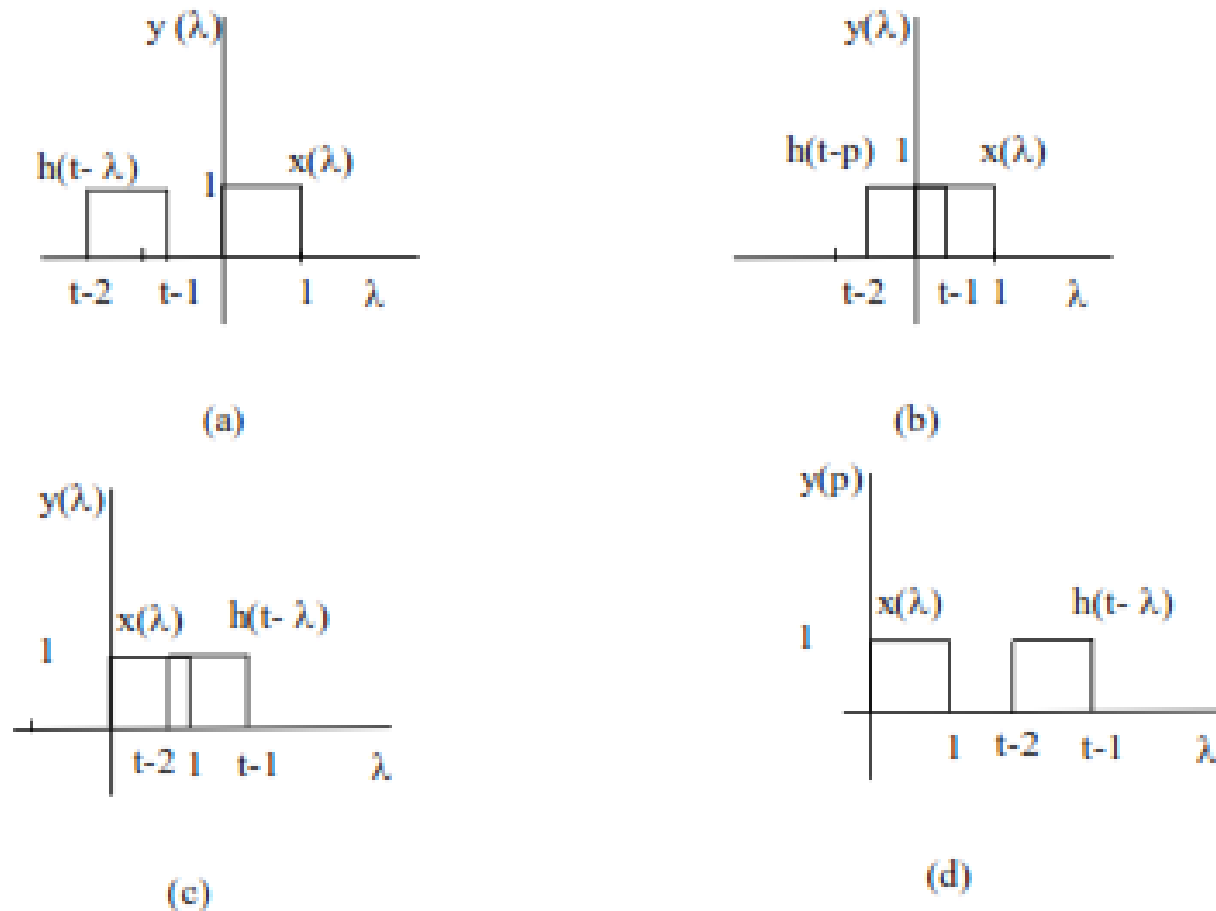 y (λ)
h(t- λ)
1
x(λ)
t-2
t-1
1
λ
(a)
y(λ)
h(t-p)
1
x(λ)
t-2
t-1
1
λ
(b)
y(λ)
1
x(λ)
h(t- λ)
t-2
1
t-1
λ
(c)
y(p)
1
x(λ)
h(t- λ)
1
t-2
t-1
λ
(d)